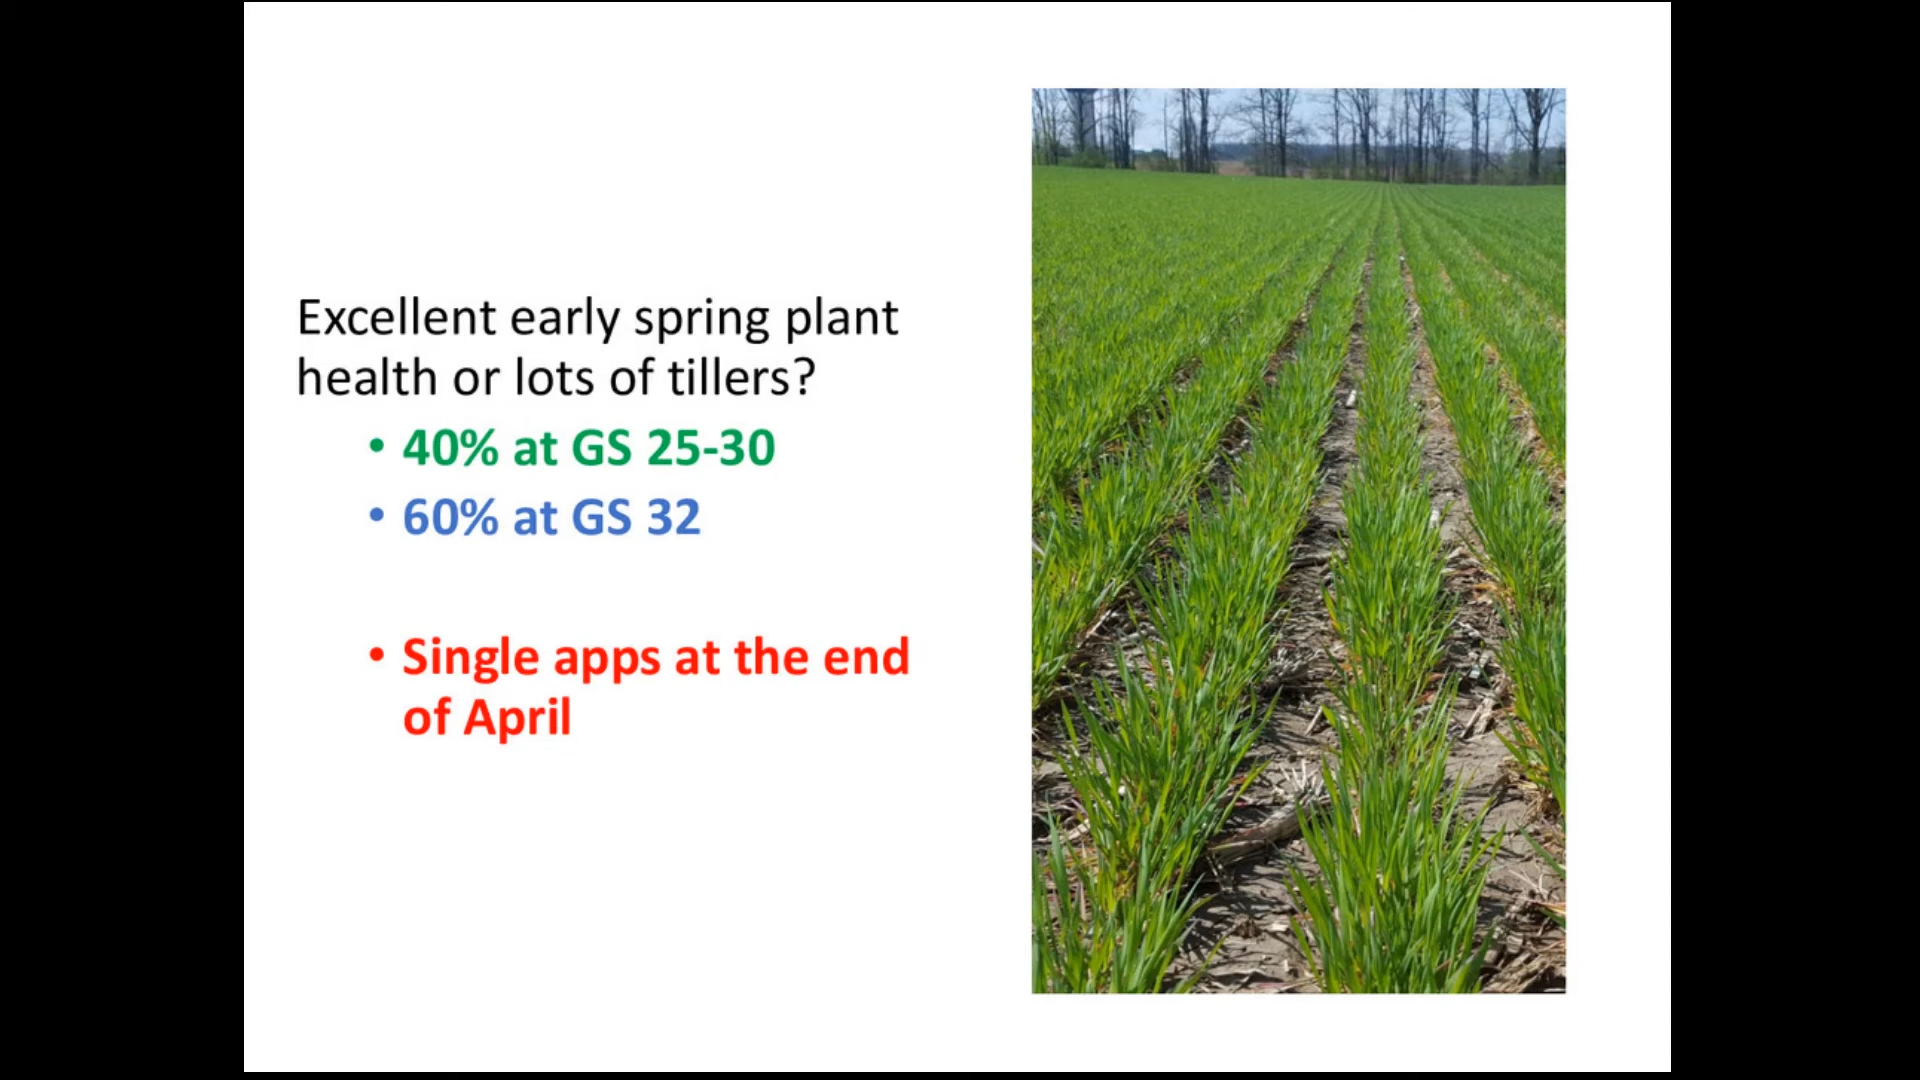 Excellent early spring plant
health or lots of tillers?
• 40% at GS 25-30
• 60% at GS 32
• Single apps at the end
of April